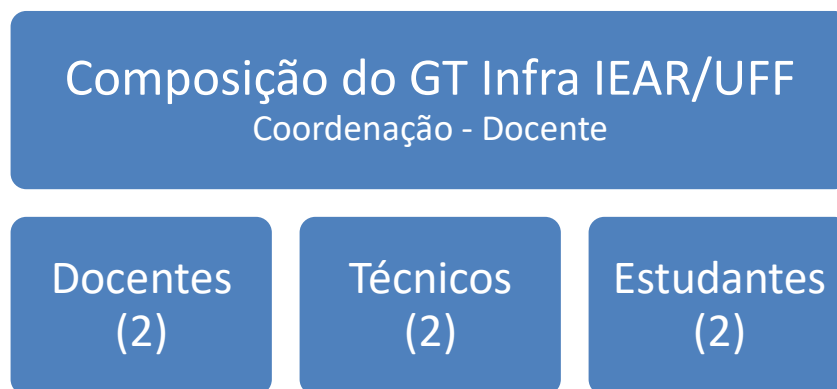 Composição do GT Infra IEAR/UFF
Coordenação - Docente
Docentes
(2)
Técnicos
(2)
Estudantes
(2)